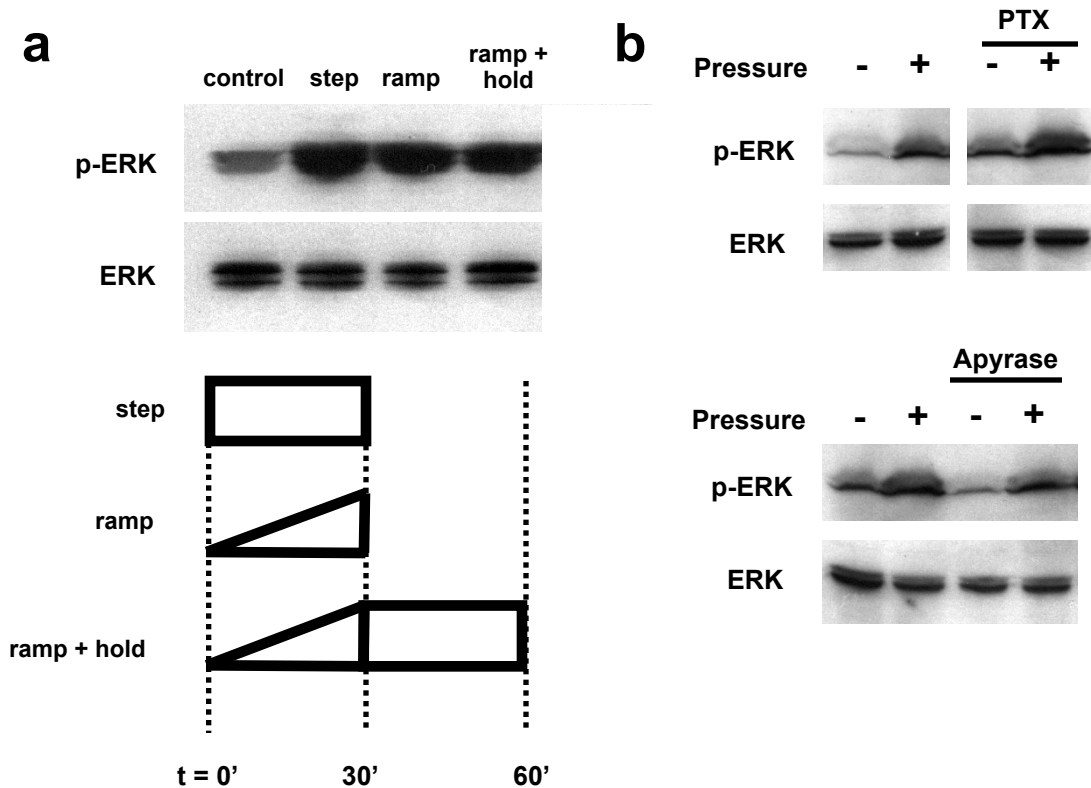 a
control step ramp ramp + hold
p-ERK
ERK
step
ramp
ramp + hold
t = 0’ 30’ 60’
b
PTX
Pressure - + - +
p-ERK
ERK
Apyrase
Pressure - + - +
p-ERK
ERK